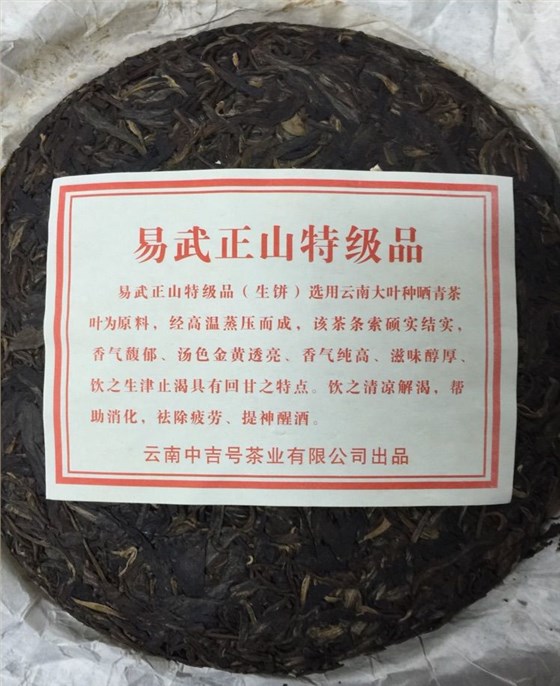 易武正山特级品
易武正山特级品（生饼）选用云南大叶种晒青茶
叶为原料，经高温蒸压而成，该茶条索硕实结实，
香气馥郁、汤色金黄透亮、香气纯高、滋味醇厚、
饮之生津止渴具有回甘之特点。饮之清凉解渴，帮
助消化，祛除疲劳、提神醒酒。
云南中吉号茶业有限公司出品